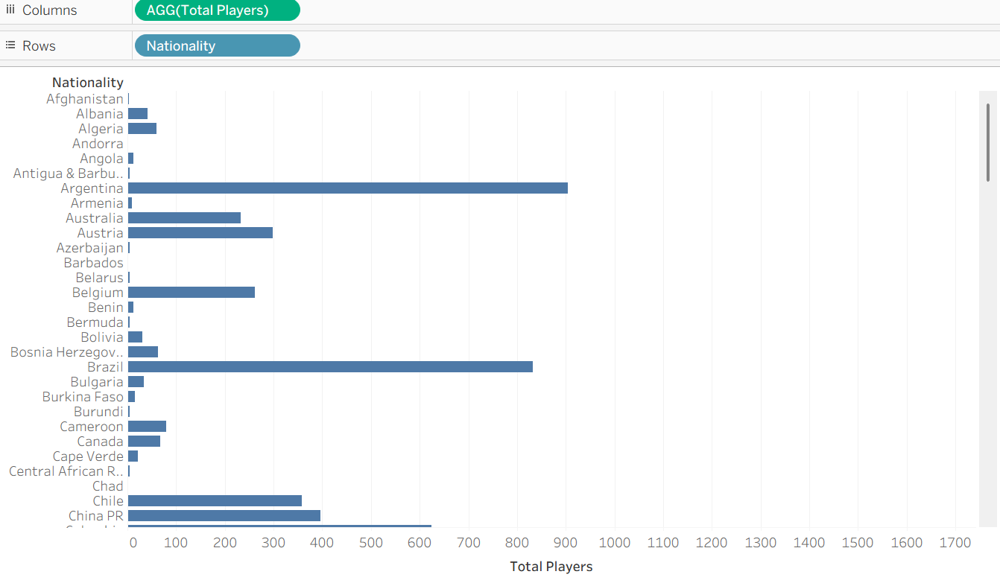 Columns AGG(Total Players)
Rows Nationality
Nationality
Afghanistan
Albania
Algeria
Andorra
Angola
Antigua & Barbu..
Argentina
Armenia
Australia
Austria
Azerbaijan
Barbados
Belarus
Belgium
Benin
Bermuda
Bolivia
Bosnia Herzegov..
Brazil
Bulgaria
Burkina Faso
Burundi
Cameroon
Canada
Cape Verde
Central African R..
Chad
Chile
China PR
0 100 200 300 400 500 600 700 800 900 1000 1100 1200 1300 1400 1500 1600 1700
Total Players